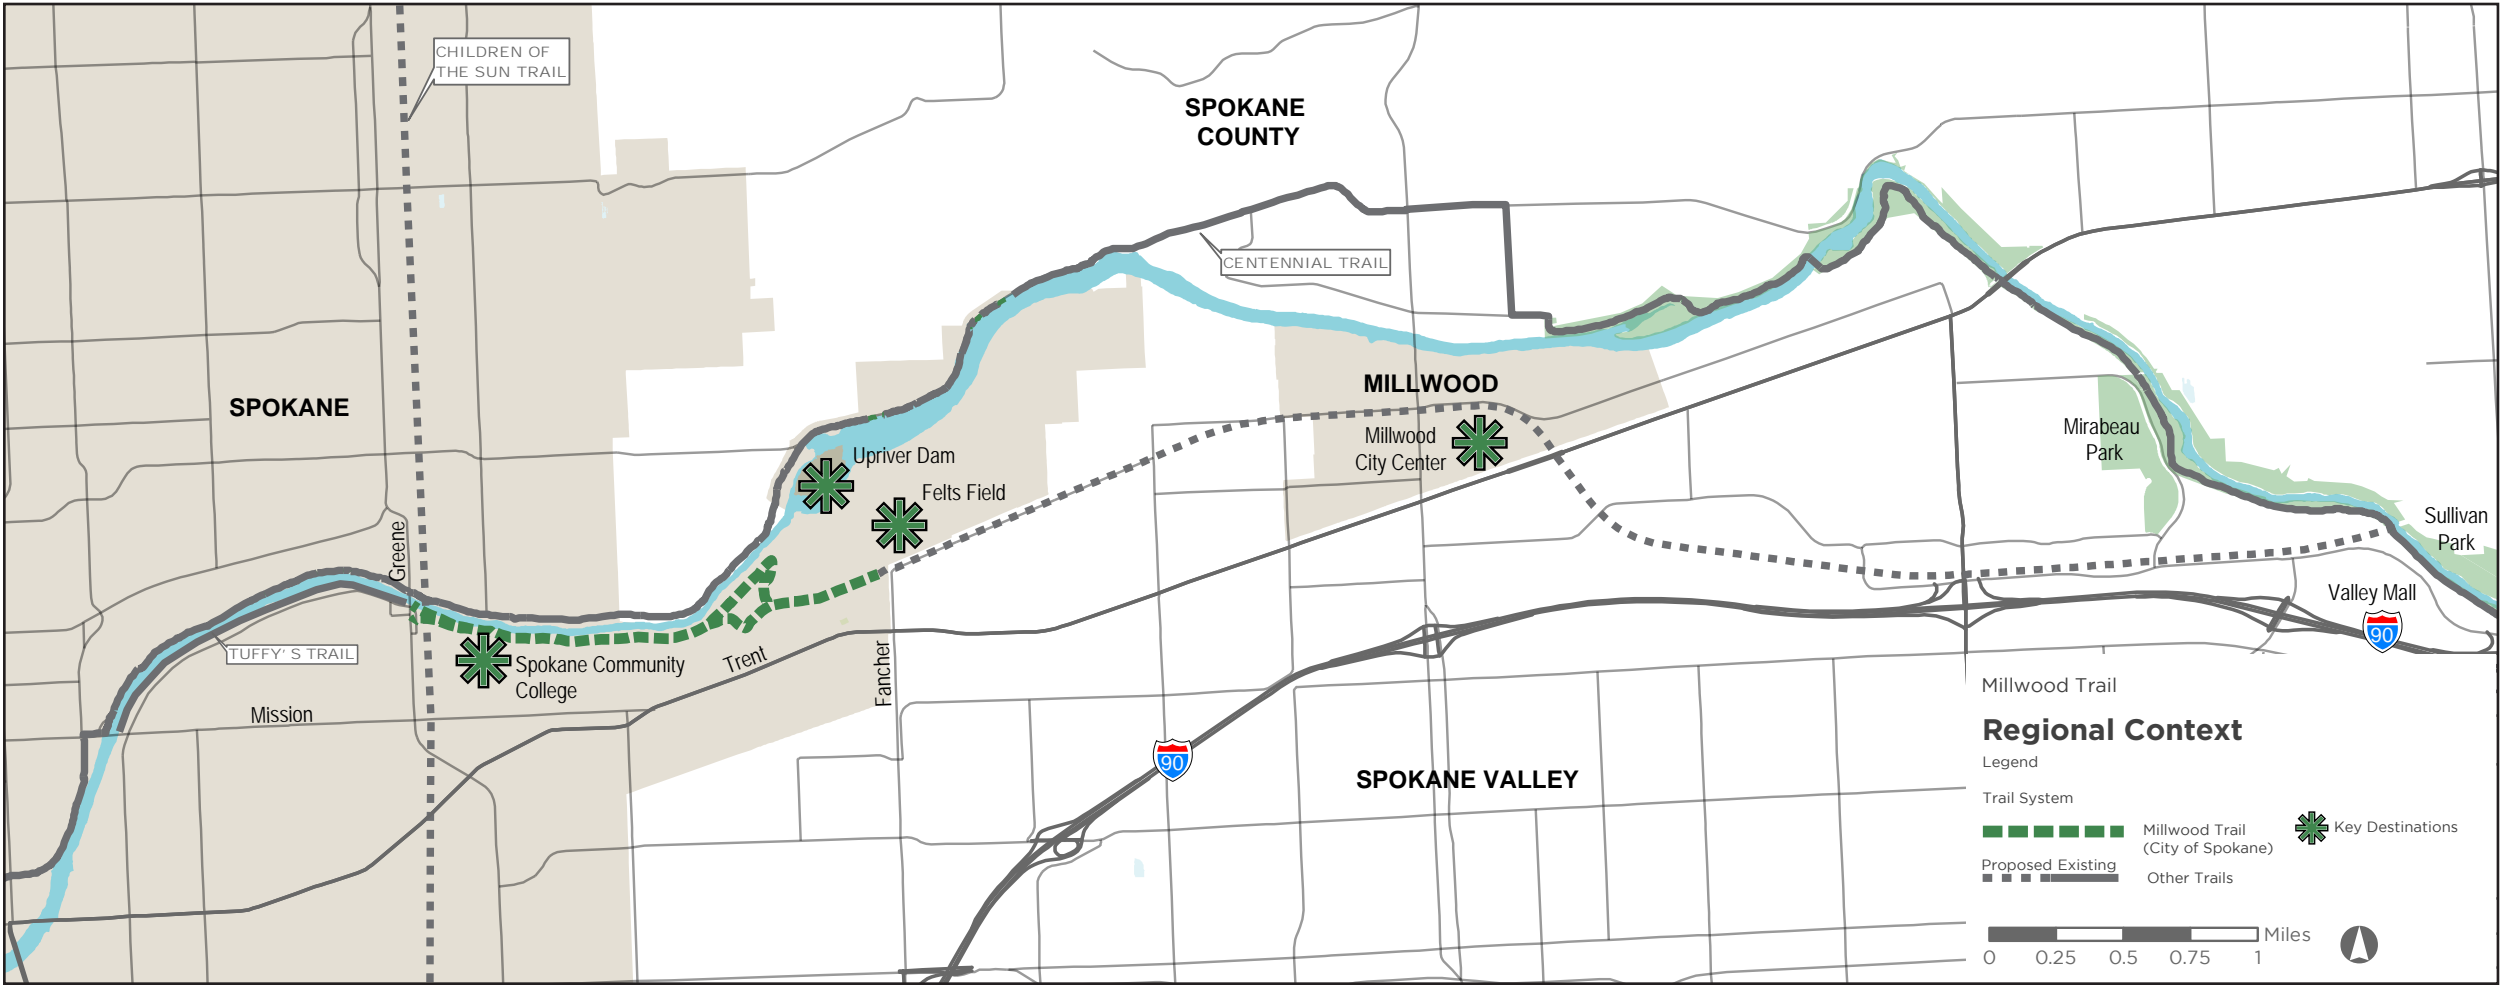 CHILDREN OF
THE SUN TRAIL
SPOKANE
COUNTY
CENTENNIAL TRAIL
SPOKANE
MILLWOOD
Millwood
City Center
Mirabeau
Park
Upriver Dam
Felts Field
Sullivan
Park
Greene
Valley Mall
90
TUFFY' S TRAIL
Spokane Community
College
Trent
Fancher
Mission
90
SPOKANE VALLEY
Millwood Trail
Regional Context
Legend
Trail System
Millwood Trail
(City of Spokane)
Key Destinations
Proposed Existing
Other Trails
Miles
0 0.25 0.5 0.75 1